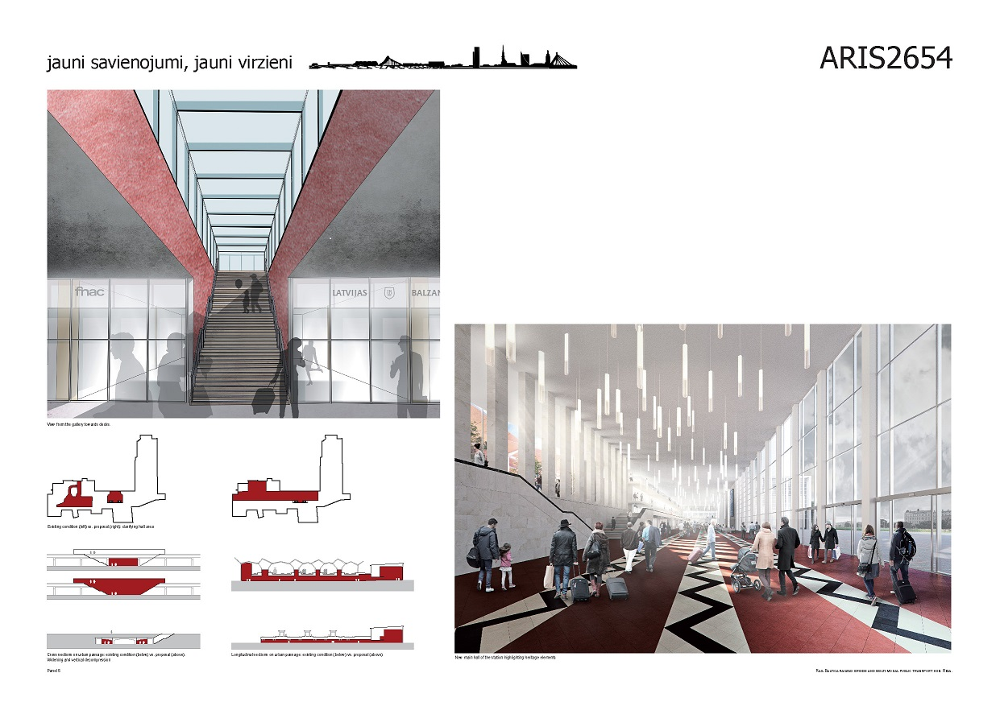 jauni savienojumi, jauni virzieni
ARIS2654
fnac
LATVIJAS
BALZAM
View from the gallery towards docks.
Existing condition (left) vs. proposal (right): clarifying hall area
Cross sections on urban passage: existing condition (below) vs. proposal (above).
Widening and vertical decompression
Longitudinal sections on urban passage: existing condition (below) vs. proposal (above)
New main hall of the station highlighting heritage elements
Panel 5
Rail Baltica railway bridge and multi-modal public transport hub, Riga.